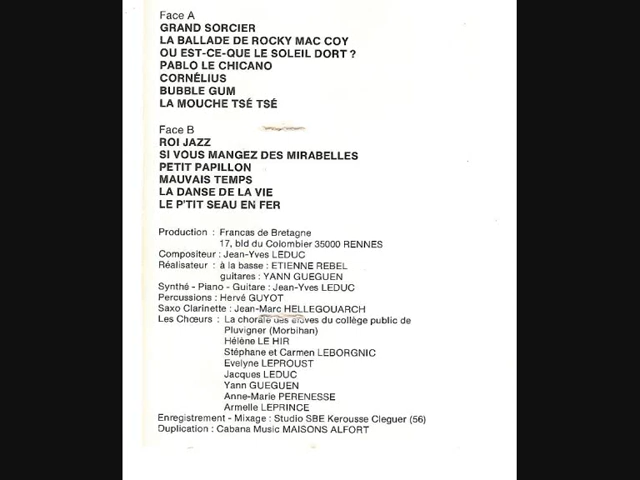 Face A
GRAND SORCIER
LA BALLADE DE ROCKY MAC COY
OU EST-CE-QUE LE SOLEIL DORT ?
PABLO LE CHICANO
CORNÉLIUS
BUBBLE GUM
LA MOUCHE TSÉ TSÉ
Face B
ROI JAZZ
SI VOUS MANGEZ DES MIRABELLES
PETIT PAPILLON
MAUVAIS TEMPS
LA DANSE DE LA VIE
LE P'TIT SEAU EN FER
Production : Francas de Bretagne
17, bld du Colombier 35000 RENNES
Compositeur : Jean-Yves LEDUC
Réalisateur : à la basse : ETIENNE REBEL
guitares : YANN GUEGUEN
Synthé - Piano - Guitare : Jean-Yves LEDUC
Percussions : Hervé GUYOT
Saxo Clarinette : Jean-Marc HELLEGOUARCH
Les Chœurs : La chorale des élèves du collège public de
Pluvigner (Morbihan)
Hélène LE HIR
Stéphane et Carmen LEBORGNIC
Evelyne LEPROUST
Jacques LEDUC
Yann GUEGUEN
Anne-Marie PERENESSE
Armelle LEPRINCE
Enregistrement - Mixage : Studio SBE Kerousse Cleguer (56)
Duplication : Cabana Music MAISONS ALFORT